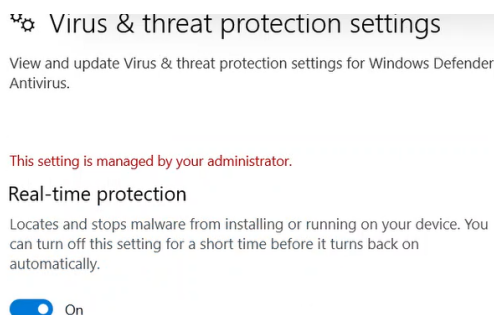 Virus & threat protection settings
View and update Virus & threat protection settings for Windows Defender
Antivirus.
This setting is managed by your administrator.
Real-time protection
Locates and stops malware from installing or running on your device. You
can turn off this setting for a short time before it turns back on
automatically.
On